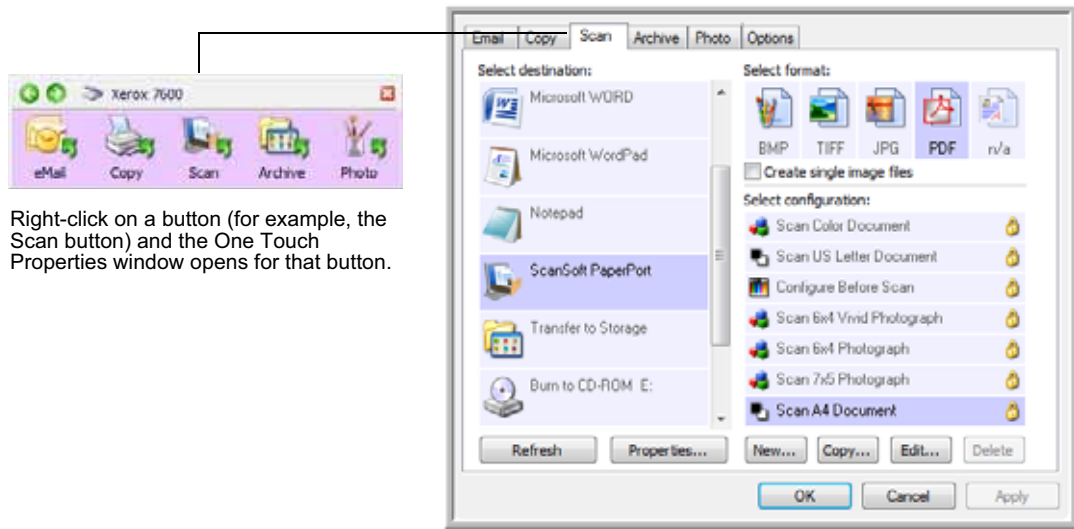 Xerox 7600
eMail Copy Scan Archive Photo
Right-click on a button (for example, the
Scan button) and the One Touch
Properties window opens for that button.
Email Copy Scan Archive Photo Options
Select destination:
Microsoft WORD
Microsoft WordPad
Notepad
ScanSoft PaperPort
Transfer to Storage
Burn to CD-ROM E:
Refresh Properties...
Select format:
BMP TIFF JPG PDF n/a
Create single image files
Select configuration:
Scan Color Document
Scan US Letter Document
Configure Before Scan
Scan 6x4 Vivid Photograph
Scan 6x4 Photograph
Scan 7x5 Photograph
Scan A4 Document
New... Copy... Edit... Delete
OK Cancel Apply